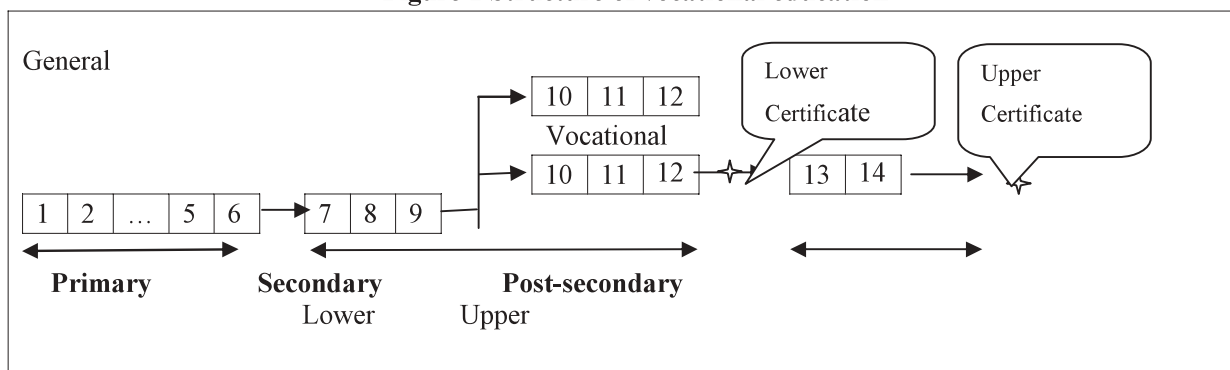 General
10 11 12
Vocational
10 11 12
Lower
Certificate
13 14
Upper
Certificate
1 2 … 5 6
7 8 9
Primary Secondary Post-secondary
Lower Upper